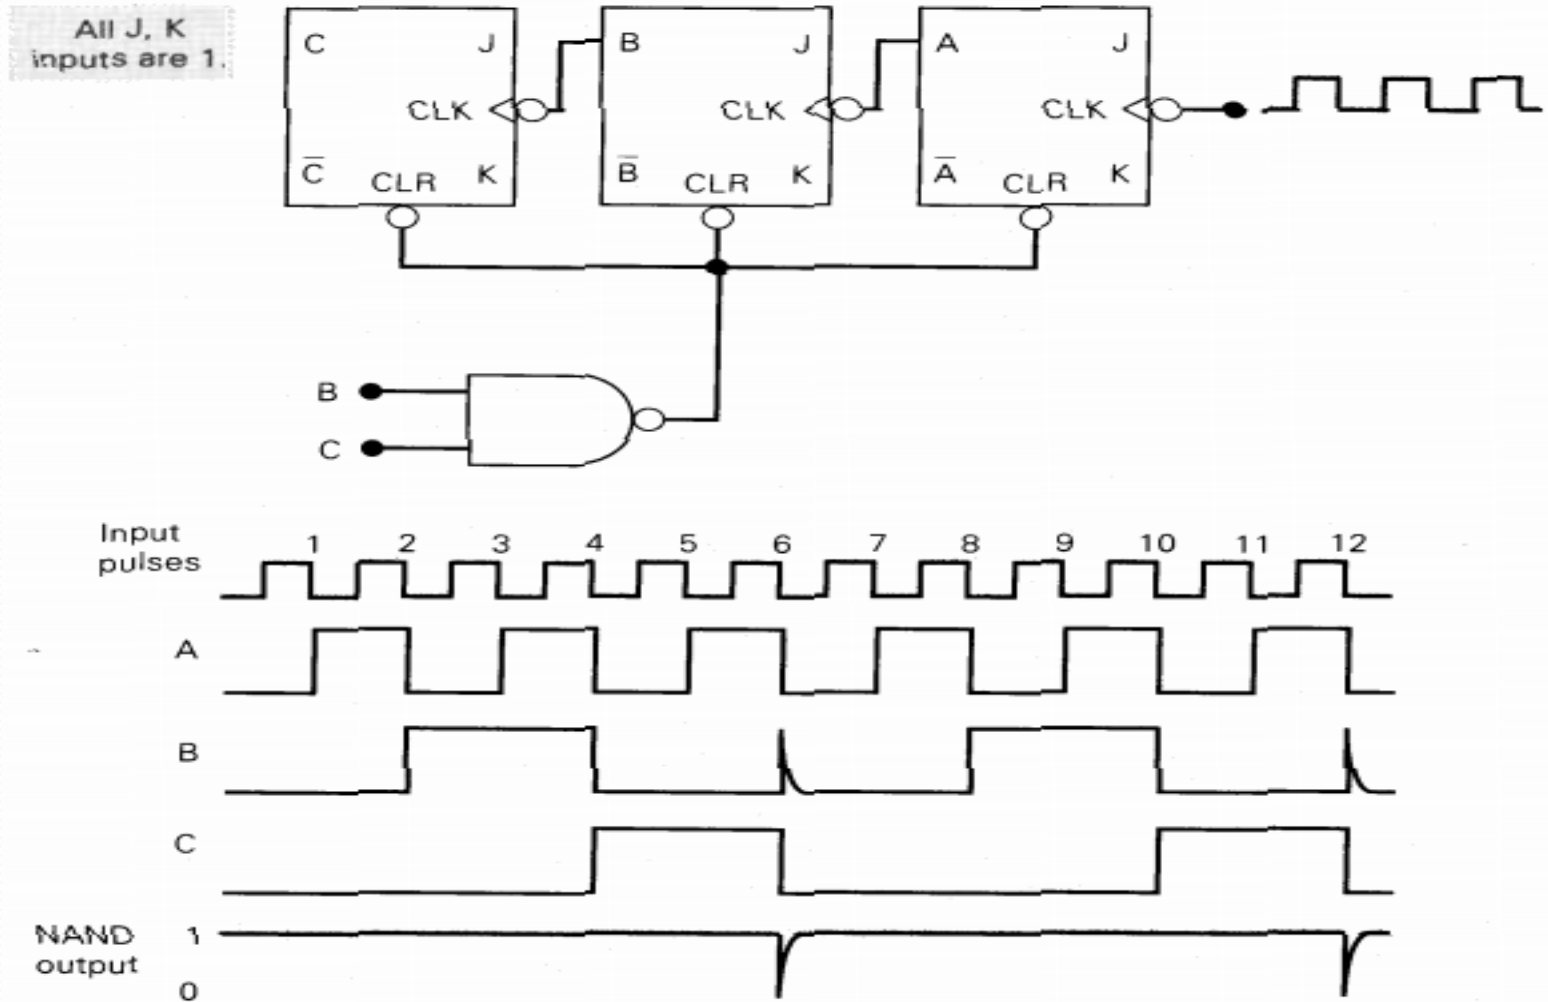 All J, K
inputs are 1.
C J B J A J
CLK CLK CLK
C̅ CLR K B̅ CLR K A̅ CLR K
B
C
Input
pulses
1 2 3 4 5 6 7 8 9 10 11 12
A
B
C
NAND 1
output
0